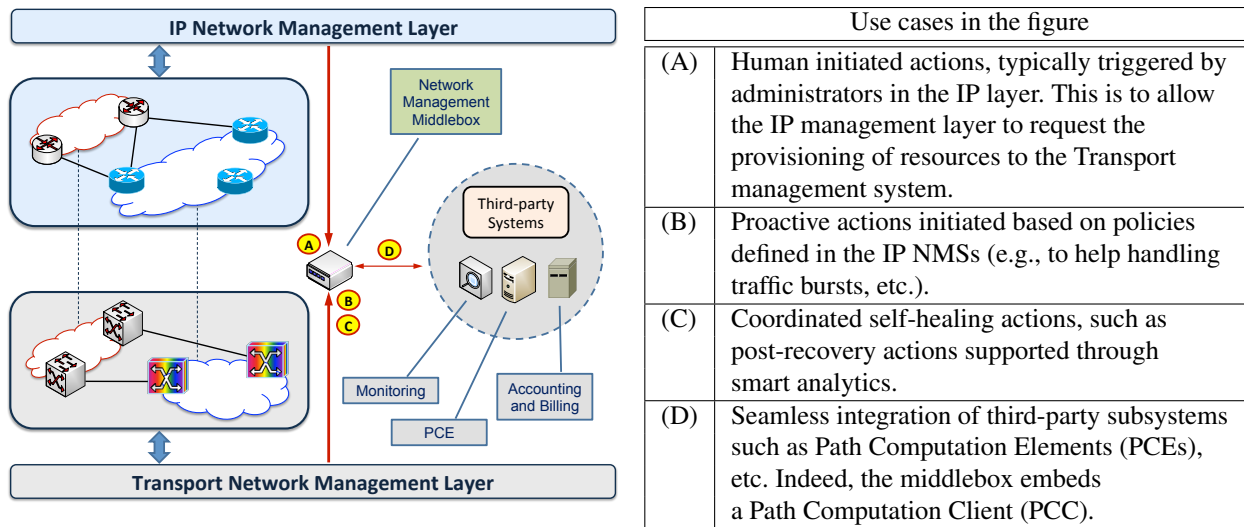 IP Network Management Layer
Network
Management
Middlebox
Third-party
Systems
A
D
B
C
Monitoring
PCE
Accounting
and Billing
Transport Network Management Layer
Use cases in the figure
(A) Human initiated actions, typically triggered by
administrators in the IP layer. This is to allow
the IP management layer to request the
provisioning of resources to the Transport
management system.
(B) Proactive actions initiated based on policies
defined in the IP NMSs (e.g., to help handling
traffic bursts, etc.).
(C) Coordinated self-healing actions, such as
post-recovery actions supported through
smart analytics.
(D) Seamless integration of third-party subsystems
such as Path Computation Elements (PCEs),
etc. Indeed, the middlebox embeds
a Path Computation Client (PCC).